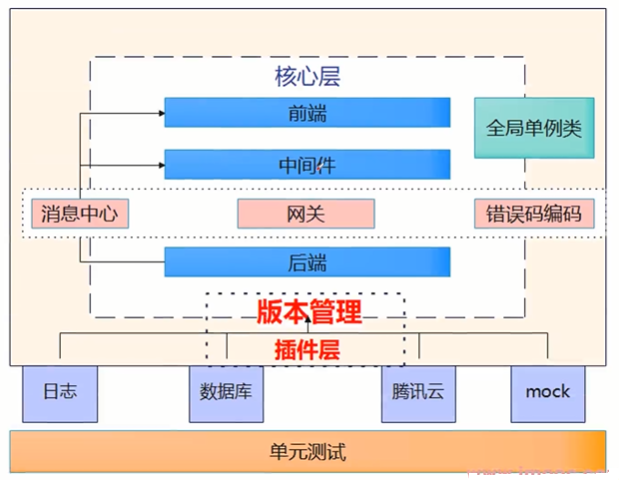 核心层
前端
全局单例类
中间件
消息中心
网关
错误码编码
后端
版本管理
插件层
日志
数据库
腾讯云
mock
单元测试